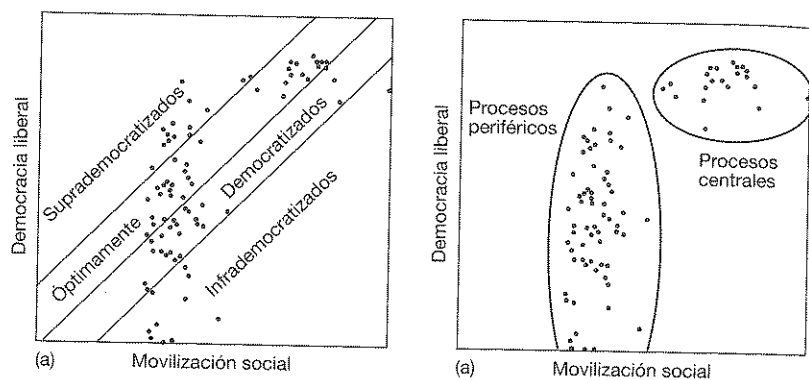 Democracia liberal
Suprademocratizados
Óptimamente
Democratizados
Infrademocratizados
(a)
Movilización social
Democracia liberal
Procesos
periféricos
Procesos
centrales
(a)
Movilización social